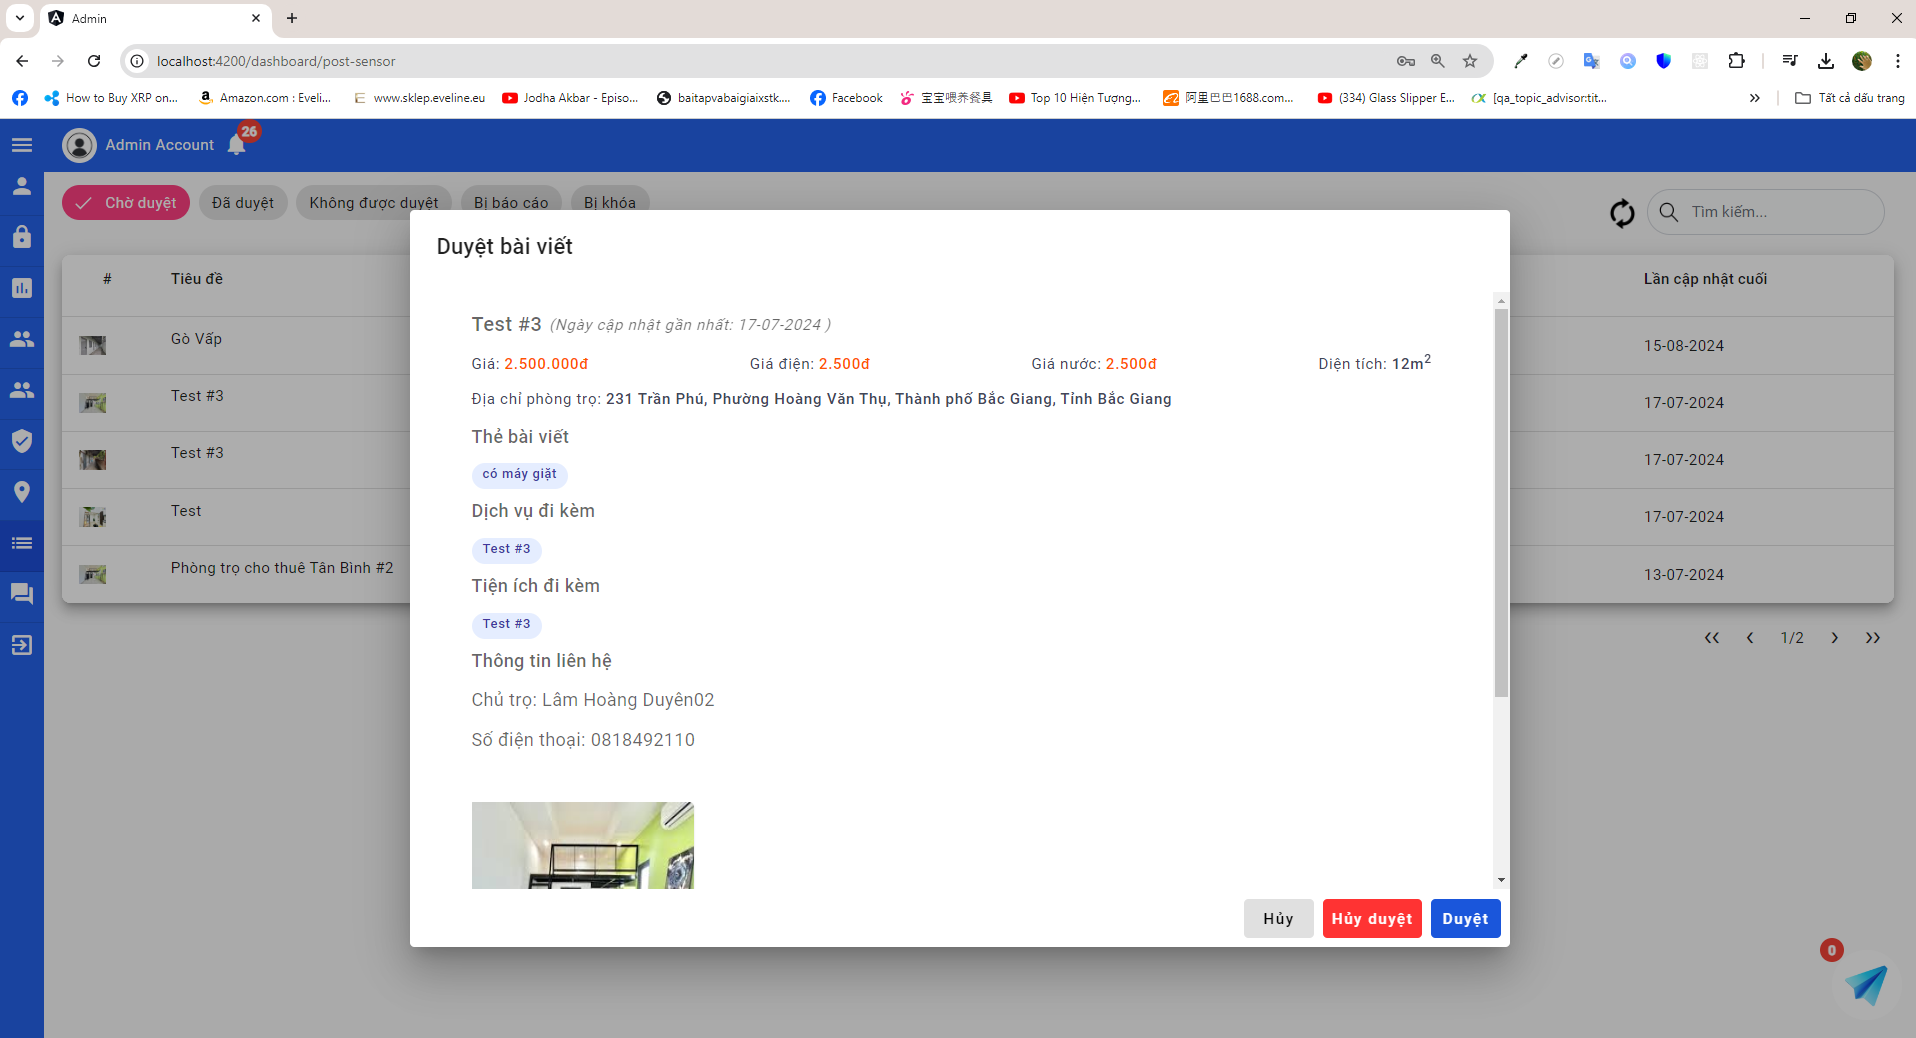 Admin
localhost:4200/dashboard/post-sensor
How to Buy XRP on...
Amazon.com : Eveli...
www.sklep.eveline.eu
Jodha Akbar - Episo...
baitapvabaigiaixstk....
Facebook
宝宝喂养餐具
Top 10 Hiện Tượng...
阿里巴巴1688.com...
(334) Glass Slipper E...
[qa_topic_advisor:tit...
Tất cả dấu trang
Admin Account
26
Chờ duyệt
Đã duyệt
Không được duyệt
Bị báo cáo
Bị khóa
Tìm kiếm...
# Tiêu đề Lần cập nhật cuối
Gò Vấp 15-08-2024
Test #3 17-07-2024
Test #3 17-07-2024
Test 17-07-2024
Phòng trọ cho thuê Tân Bình #2 13-07-2024
1/2
Duyệt bài viết
Test #3 (Ngày cập nhật gần nhất: 17-07-2024 )
Giá: 2.500.000đ Giá điện: 2.500đ Giá nước: 2.500đ Diện tích: 12m²
Địa chỉ phòng trọ: 231 Trần Phú, Phường Hoàng Văn Thụ, Thành phố Bắc Giang, Tỉnh Bắc Giang
Thẻ bài viết
có máy giặt
Dịch vụ đi kèm
Test #3
Tiện ích đi kèm
Test #3
Thông tin liên hệ
Chủ trọ: Lâm Hoàng Duyên02
Số điện thoại: 0818492110
Hủy
Hủy duyệt
Duyệt
0